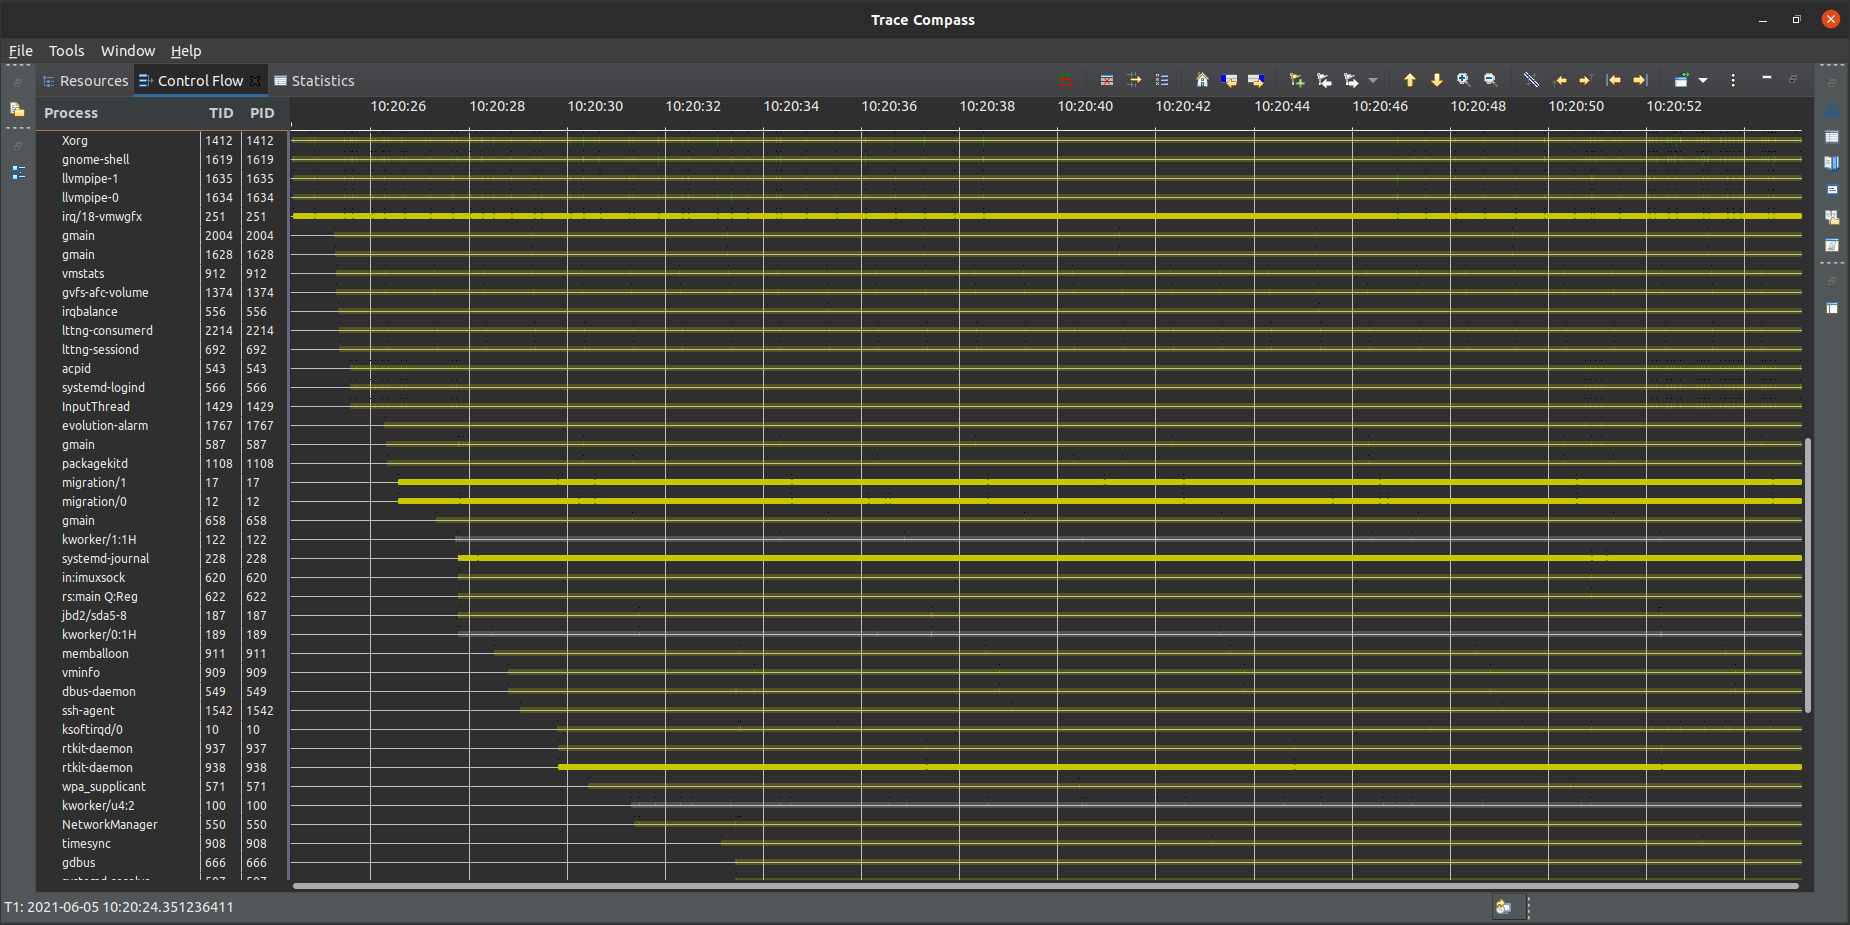 Trace Compass
File Tools Window Help
Resources Control Flow Statistics
Process TID PID 10:20:26 10:20:28 10:20:30 10:20:32 10:20:34 10:20:36 10:20:38 10:20:40 10:20:42 10:20:44 10:20:46 10:20:48 10:20:50 10:20:52
Xorg 1412 1412
gnome-shell 1619 1619
llvmpipe-1 1635 1635
llvmpipe-0 1634 1634
irq/18-vmwgfx 251 251
gmain 2004 2004
gmain 1628 1628
vmstats 912 912
gvfs-afc-volume 1374 1374
irqbalance 556 556
lttng-consumerd 2214 2214
lttng-sessiond 692 692
acpid 543 543
systemd-logind 566 566
InputThread 1429 1429
evolution-alarm 1767 1767
gmain 587 587
packagekitd 1108 1108
migration/1 17 17
migration/0 12 12
gmain 658 658
kworker/1:1H 122 122
systemd-journal 228 228
in:imuxsock 620 620
rs:main Q:Reg 622 622
jbd2/sda5-8 187 187
kworker/0:1H 189 189
memballoon 911 911
vminfo 909 909
dbus-daemon 549 549
ssh-agent 1542 1542
ksoftirqd/0 10 10
rtkit-daemon 937 937
rtkit-daemon 938 938
wpa_supplicant 571 571
kworker/u4:2 100 100
NetworkManager 550 550
timesync 908 908
gdbus 666 666
T1: 2021-06-05 10:20:24.351236411